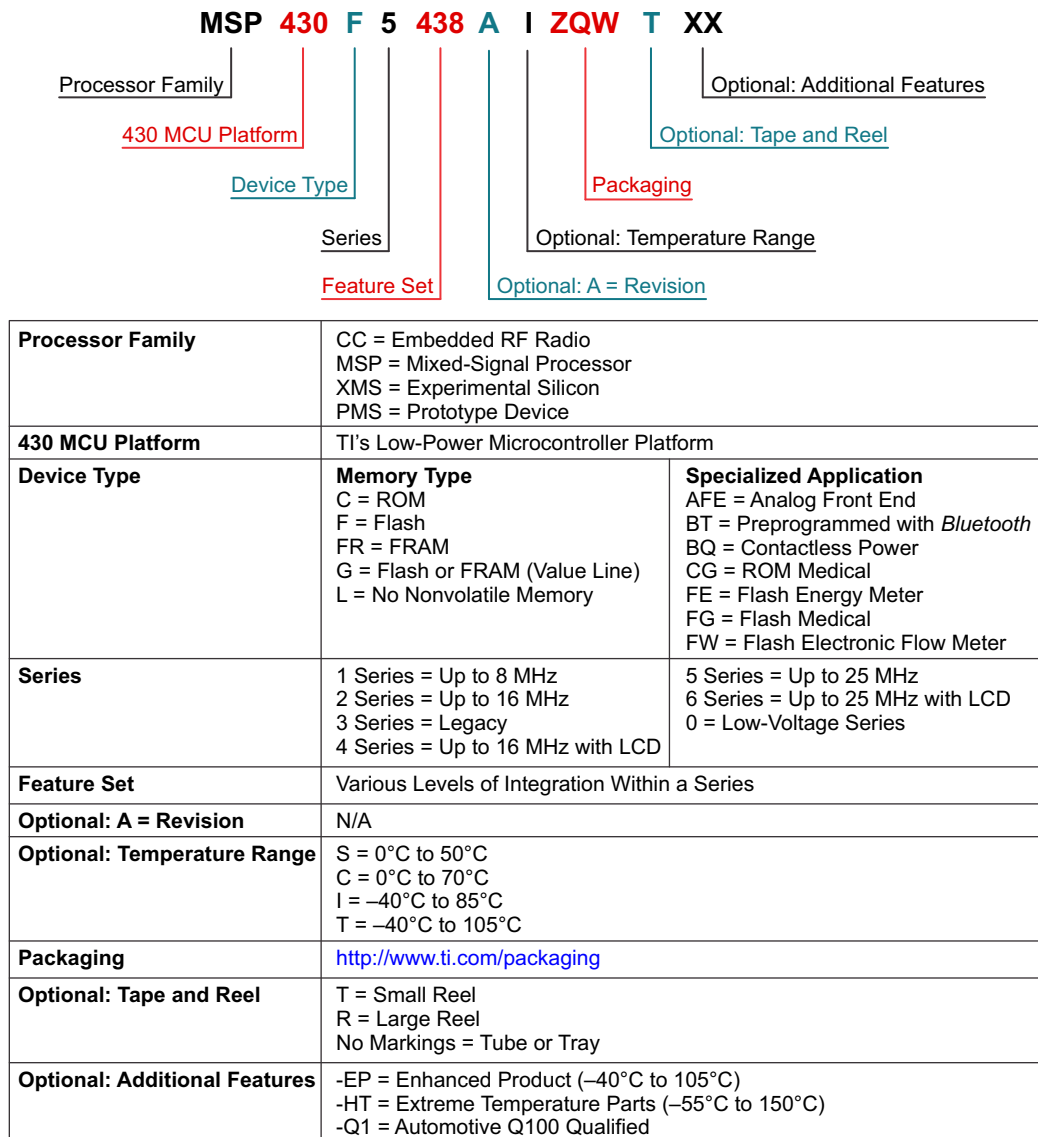 MSP 430 F 5 438 A I ZQW T XX
Processor Family
Optional: Additional Features
430 MCU Platform
Optional: Tape and Reel
Device Type
Packaging
Series
Optional: Temperature Range
Feature Set
Optional: A = Revision
Processor Family
CC = Embedded RF Radio
MSP = Mixed-Signal Processor
XMS = Experimental Silicon
PMS = Prototype Device
430 MCU Platform
TI's Low-Power Microcontroller Platform
Device Type
Memory Type
C = ROM
F = Flash
FR = FRAM
G = Flash or FRAM (Value Line)
L = No Nonvolatile Memory
Specialized Application
AFE = Analog Front End
BT = Preprogrammed with Bluetooth
BQ = Contactless Power
CG = ROM Medical
FE = Flash Energy Meter
FG = Flash Medical
FW = Flash Electronic Flow Meter
Series
1 Series = Up to 8 MHz
2 Series = Up to 16 MHz
3 Series = Legacy
4 Series = Up to 16 MHz with LCD
5 Series = Up to 25 MHz
6 Series = Up to 25 MHz with LCD
0 = Low-Voltage Series
Feature Set
Various Levels of Integration Within a Series
Optional: A = Revision
N/A
Optional: Temperature Range
S = 0°C to 50°C
C = 0°C to 70°C
I = –40°C to 85°C
T = –40°C to 105°C
Packaging
http://www.ti.com/packaging
Optional: Tape and Reel
T = Small Reel
R = Large Reel
No Markings = Tube or Tray
Optional: Additional Features
-EP = Enhanced Product (–40°C to 105°C)
-HT = Extreme Temperature Parts (–55°C to 150°C)
-Q1 = Automotive Q100 Qualified